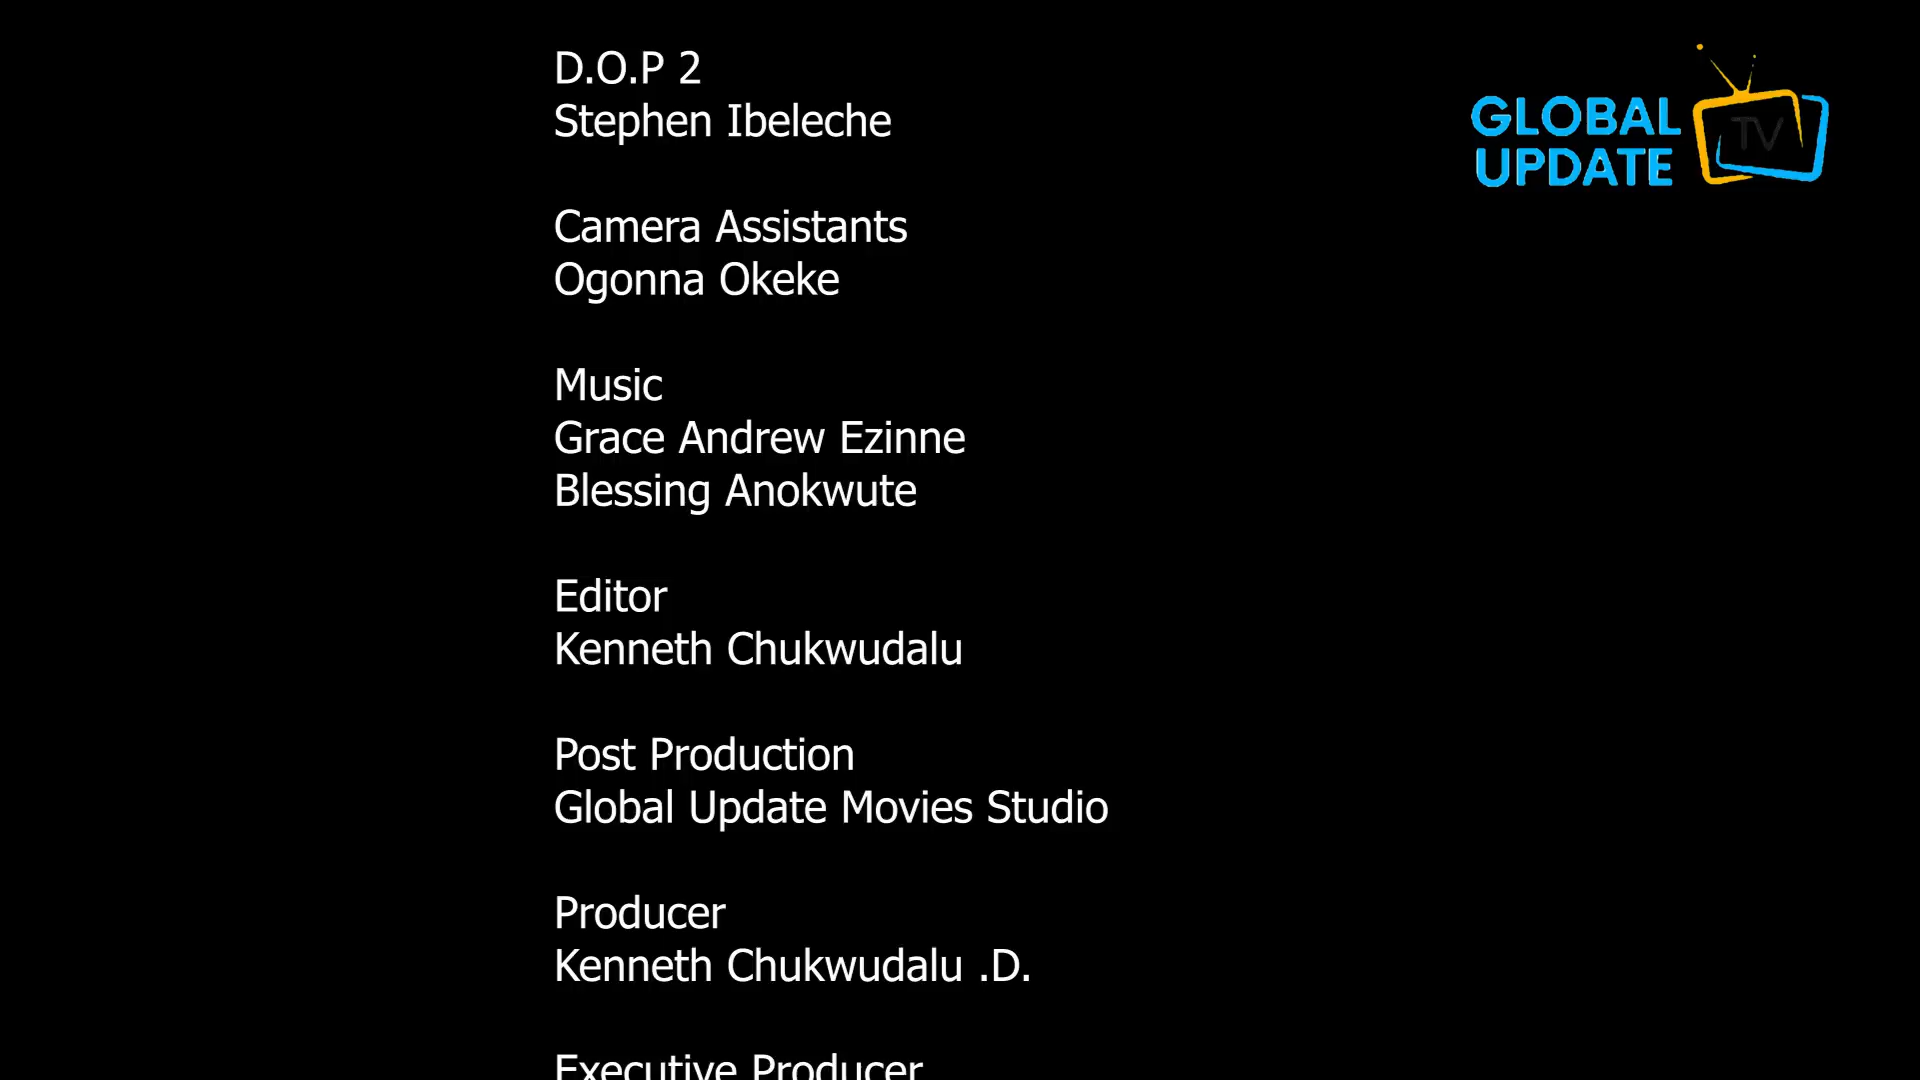 D.O.P 2
Stephen Ibeleche
Camera Assistants
Ogonna Okeke
Music
Grace Andrew Ezinne
Blessing Anokwute
Editor
Kenneth Chukwudalu
Post Production
Global Update Movies Studio
Producer
Kenneth Chukwudalu .D.
Executive Producer
GLOBAL
UPDATE
TV